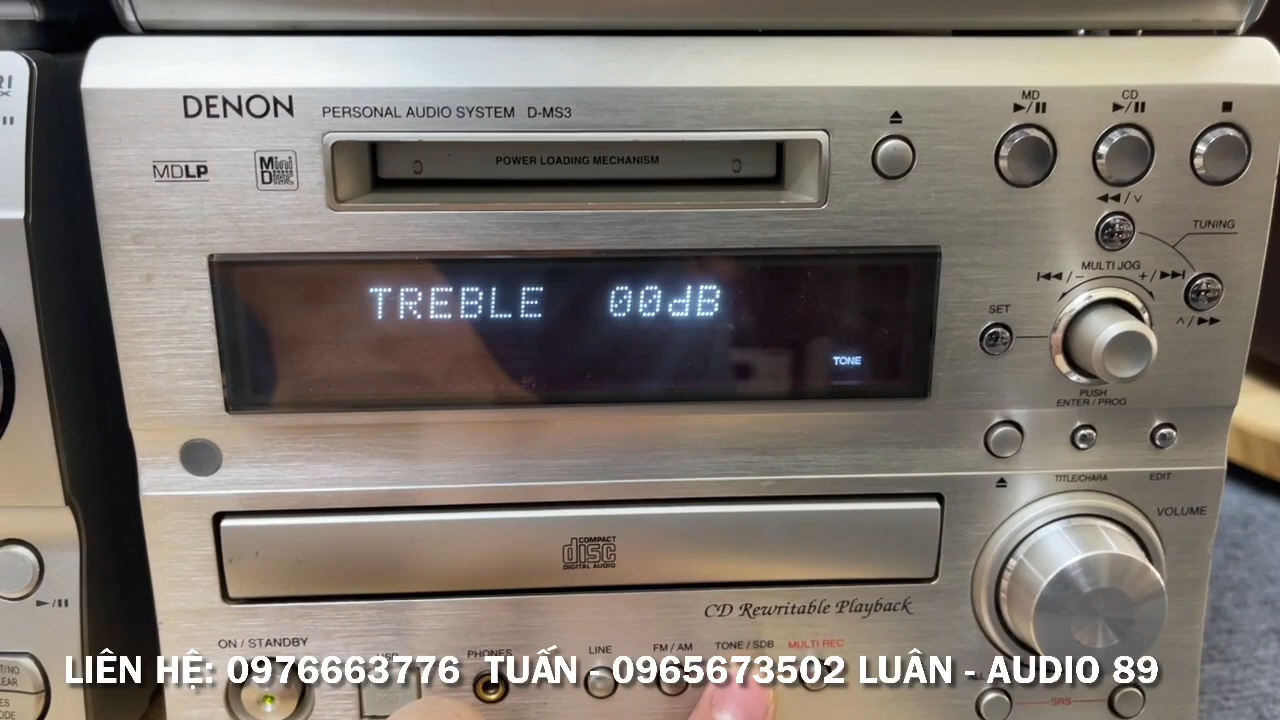 DENON PERSONAL AUDIO SYSTEM D-MS3
MDLP
Mini Disc
POWER LOADING MECHANISM
MD
CD
TUNING
MULTI JOG
SET
PUSH
ENTER / PROG
TREBLE 00dB
TONE
TITLE/CHARA
EDIT
VOLUME
COMPACT
disc
DIGITAL AUDIO
CD Rewritable Playback
ON / STANDBY
PHONES
LINE
FM / AM
TONE / SDB
MULTI REC
SRS
LIÊN HỆ: 0976663776 TUẤN - 0965673502 LUÂN - AUDIO 89